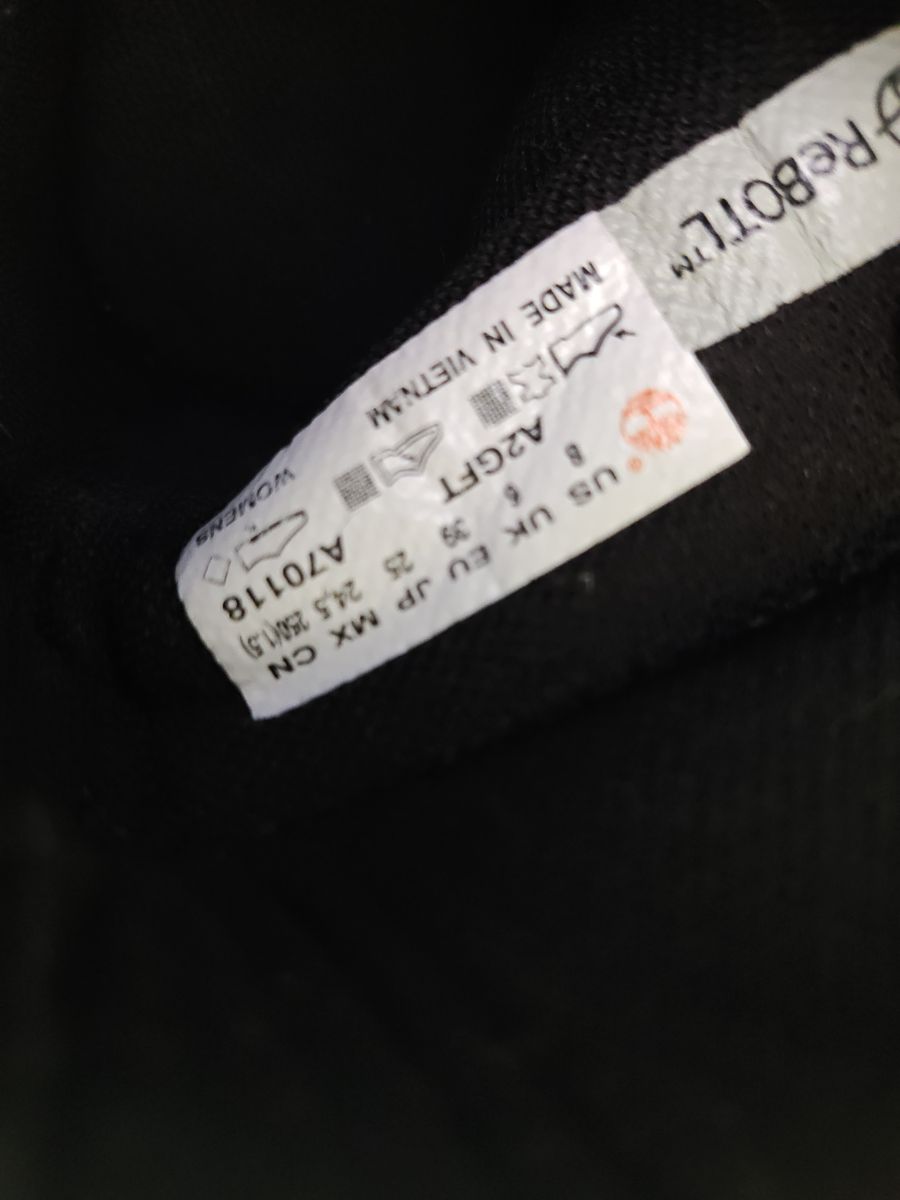 ReBOTL™
US UK EU JP MX CN
8 6 39 25 24,5 250(1.5)
A2GFT A70118
MADE IN VIETNAM WOMENS